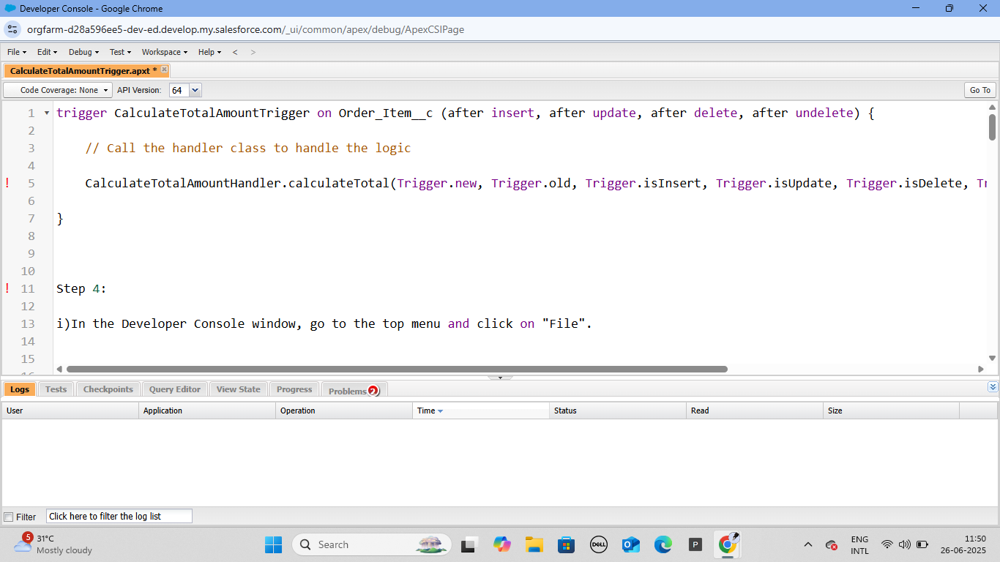 Developer Console - Google Chrome
orgfarm-d28a596ee5-dev-ed.develop.my.salesforce.com/_ui/common/apex/debug/ApexCSIPage
File Edit Debug Test Workspace Help < >
CalculateTotalAmountTrigger.apxt *
Code Coverage: None API Version: 64 Go To
1 trigger CalculateTotalAmountTrigger on Order_Item__c (after insert, after update, after delete, after undelete) {
2
3 // Call the handler class to handle the logic
4
! 5 CalculateTotalAmountHandler.calculateTotal(Trigger.new, Trigger.old, Trigger.isInsert, Trigger.isUpdate, Trigger.isDelete, Tr
6
7 }
8
9
10
! 11 Step 4:
12
13 i)In the Developer Console window, go to the top menu and click on "File".
14
15
16
Logs Tests Checkpoints Query Editor View State Progress Problems 2
User Application Operation Time Status Read Size
Filter Click here to filter the log list
5 31°C
Mostly cloudy
Search
DELL
P
ENG
INTL
11:50
26-06-2025